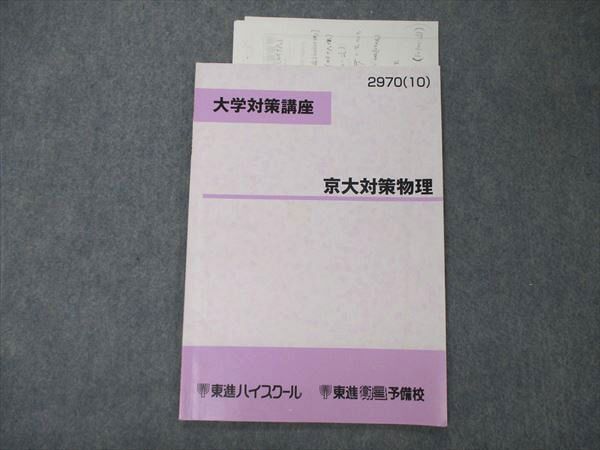 2970(10)
大学対策講座
京大対策物理
東進ハイスクール 東進衛星予備校